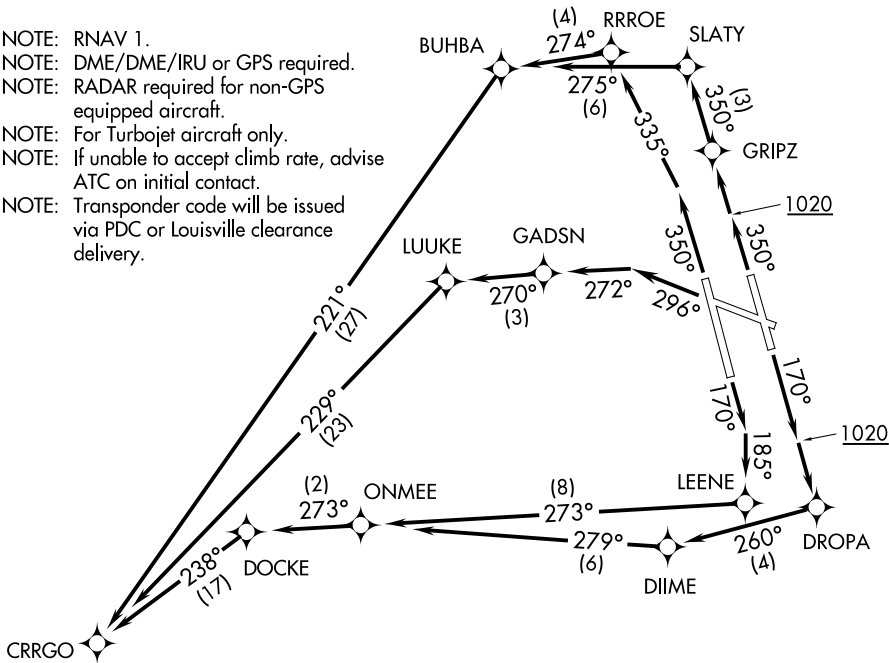 NOTE: RNAV 1.
NOTE: DME/DME/IRU or GPS required.
NOTE: RADAR required for non-GPS
equipped aircraft.
NOTE: For Turbojet aircraft only.
NOTE: If unable to accept climb rate, advise
ATC on initial contact.
NOTE: Transponder code will be issued
via PDC or Louisville clearance
delivery.
BUHBA
(4)
274°
RRROE
SLATY
275°
(6)
350°
(3)
335°
GRIPZ
1020
350°
350°
LUUKE
GADSN
270°
(3)
272°
296°
221°
(27)
229°
(23)
170°
170°
185°
1020
LEENE
DROPA
(8)
273°
ONMEE
(2)
273°
279°
(6)
260°
(4)
DIIME
DOCKE
238°
(17)
CRRGO